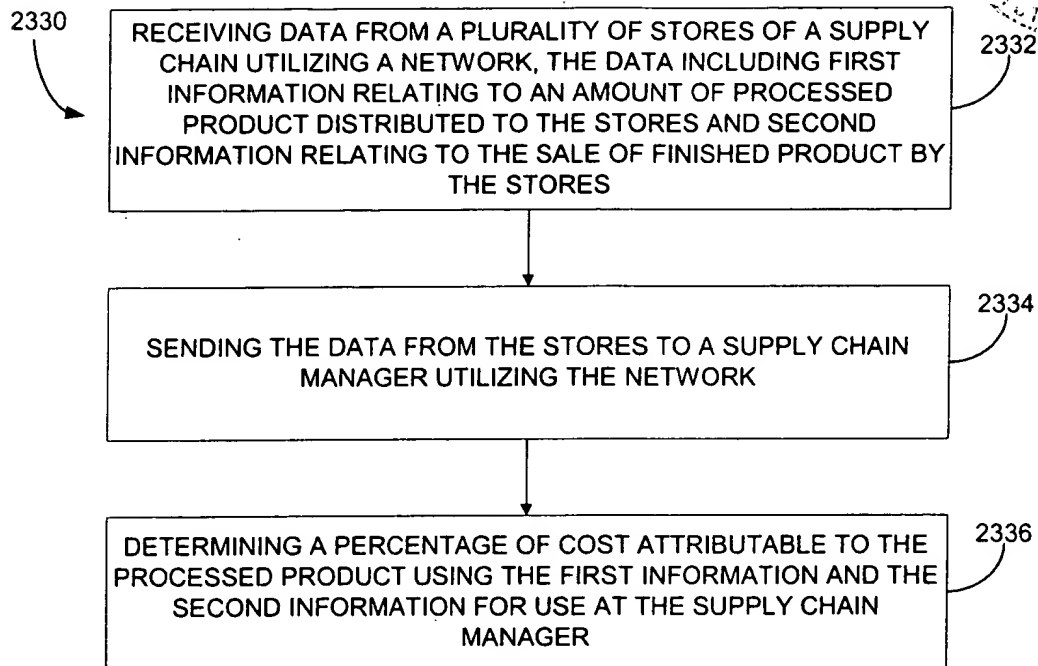 2330
RECEIVING DATA FROM A PLURALITY OF STORES OF A SUPPLY
CHAIN UTILIZING A NETWORK, THE DATA INCLUDING FIRST
INFORMATION RELATING TO AN AMOUNT OF PROCESSED
PRODUCT DISTRIBUTED TO THE STORES AND SECOND
INFORMATION RELATING TO THE SALE OF FINISHED PRODUCT BY
THE STORES
2332
SENDING THE DATA FROM THE STORES TO A SUPPLY CHAIN
MANAGER UTILIZING THE NETWORK
2334
DETERMINING A PERCENTAGE OF COST ATTRIBUTABLE TO THE
PROCESSED PRODUCT USING THE FIRST INFORMATION AND THE
SECOND INFORMATION FOR USE AT THE SUPPLY CHAIN
MANAGER
2336